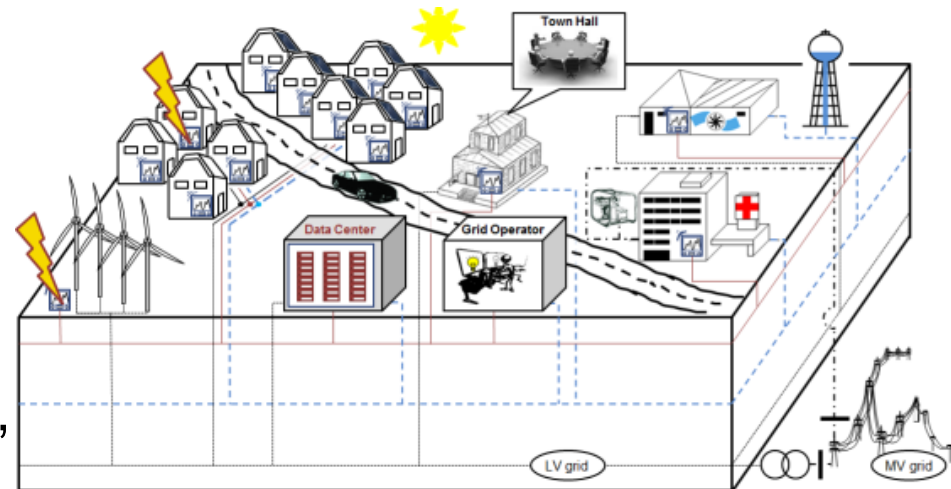 Town Hall
Data Center
Grid Operator
,
LV grid
MV grid